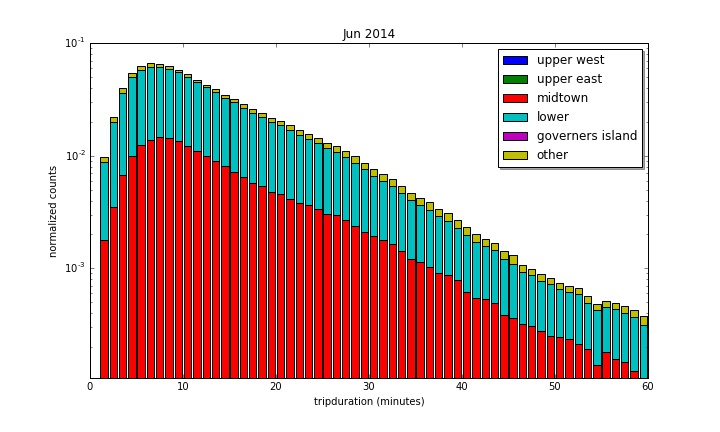 Jun 2014
10^-1
10^-2
10^-3
normalized counts
upper west
upper east
midtown
lower
governers island
other
0 10 20 30 40 50 60
tripduration (minutes)